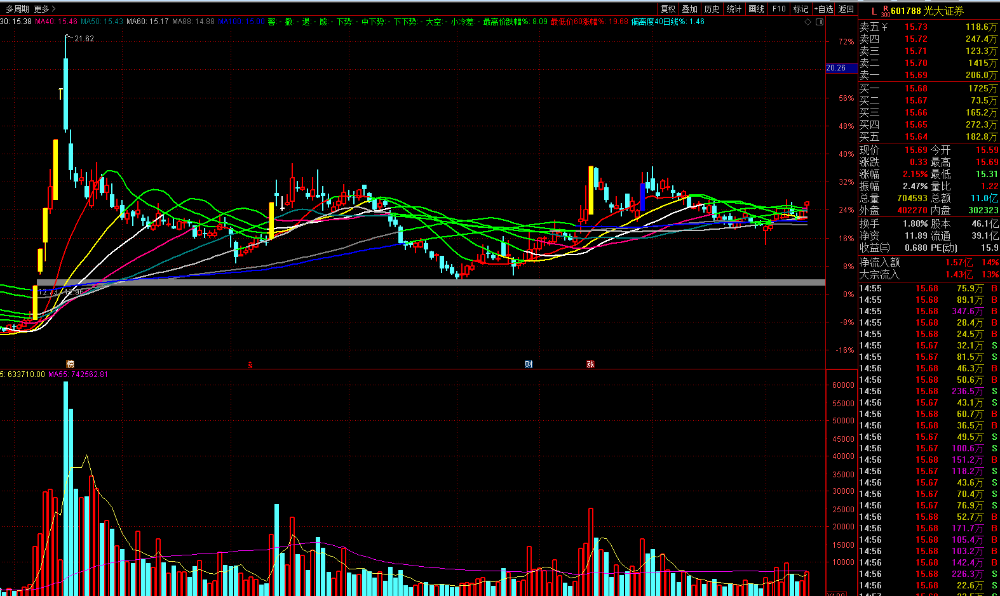 多周期 更多
复权 叠加 历史 统计 画线 F10 标记 +自选 返回
L R 300 601788 光大证券
30: 15.38 MA40: 15.46 MA50: 15.43 MA60: 15.17 MA88: 14.88 MA100: 15.00 警: - 撤: - 退: - 熊: - 下势: - 中下势: - 下下势: - 大空: - 小冷差: - 最高价跌幅%: 8.09 最低价60涨幅%: 19.68 偏离度40日线%: 1.46
21.62
72%
20.26
56%
48%
40%
32%
24%
16%
8%
0%
-8%
-16%
榜 S 财 涨
5: 633710.00 MA55: 742562.81
60000
55000
50000
45000
40000
35000
30000
25000
20000
15000
10000
X100
卖五 ¥ 15.73 118.6万
卖四 15.72 247.4万
卖三 15.71 123.3万
卖二 15.70 1415万
卖一 15.69 206.0万
买一 15.68 1725万
买二 15.67 73.5万
买三 15.66 165.2万
买四 15.65 272.3万
买五 15.64 182.8万
现价 15.69 今开 15.59
涨跌 0.33 最高 15.69
涨幅 2.15% 最低 15.31
振幅 2.47% 量比 1.22
总量 704593 总额 11.0亿
外盘 402270 内盘 302323
换手 1.80% 股本 46.1亿
净资 11.89 流通 39.1亿
收益㈢ 0.680 PE(动) 15.9
净流入额 1.57亿 14%
大宗流入 1.43亿 13%
14:55 15.68 75.9万 B
14:55 15.68 89.1万 B
14:55 15.68 347.6万 B
14:55 15.68 28.4万 B
14:55 15.68 24.5万 B
14:55 15.67 32.1万 S
14:55 15.67 81.5万 S
14:56 15.68 46.3万 B
14:56 15.68 50.6万 B
14:56 15.68 236.5万 S
14:56 15.67 43.1万 S
14:56 15.68 60.7万 B
14:56 15.68 36.5万 B
14:56 15.67 49.5万 S
14:56 15.67 100.6万 S
14:56 15.68 151.2万 B
14:56 15.67 118.2万 S
14:56 15.67 43.6万 S
14:56 15.67 70.4万 S
14:56 15.67 76.9万 S
14:56 15.68 52.7万 B
14:56 15.68 171.7万 B
14:56 15.68 105.4万 B
14:56 15.68 103.2万 B
14:56 15.68 142.4万 B
14:56 15.68 226.3万 S
14:56 15.68 22.6万 S